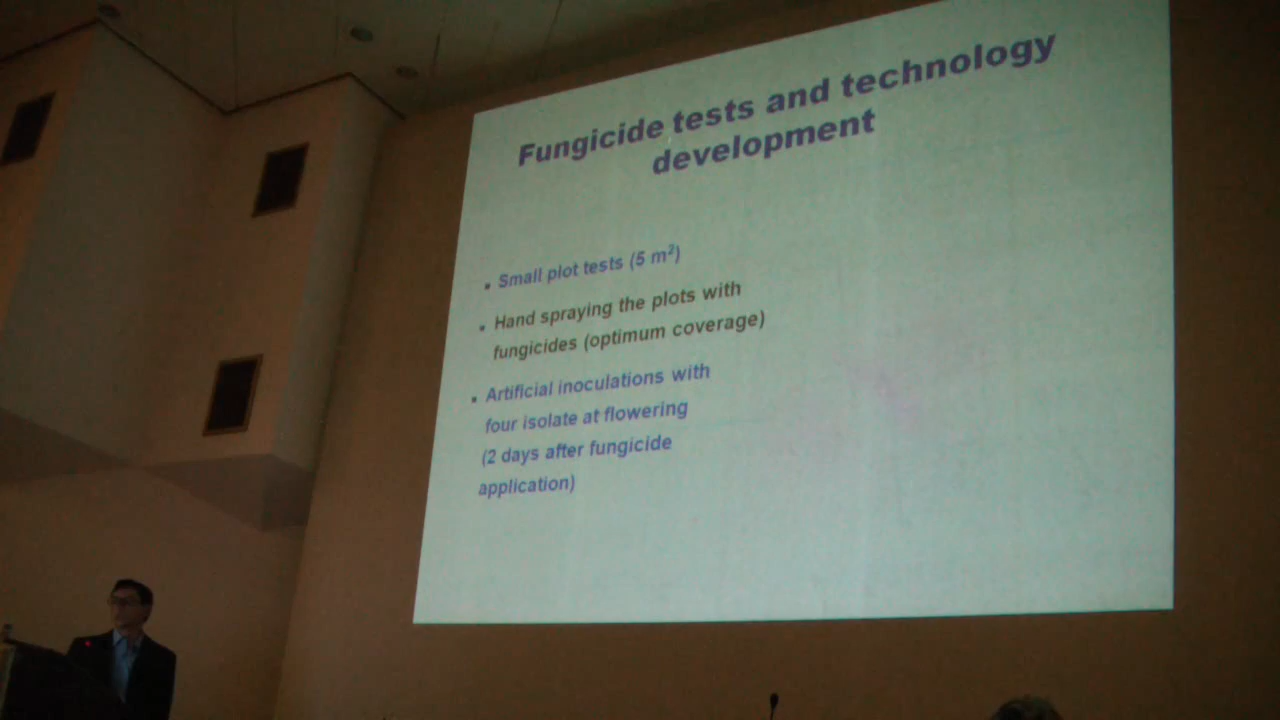 Fungicide tests and technology
development
▪ Small plot tests (5 m²)
▪ Hand spraying the plots with
fungicides (optimum coverage)
▪ Artificial inoculations with
four isolate at flowering
(2 days after fungicide
application)